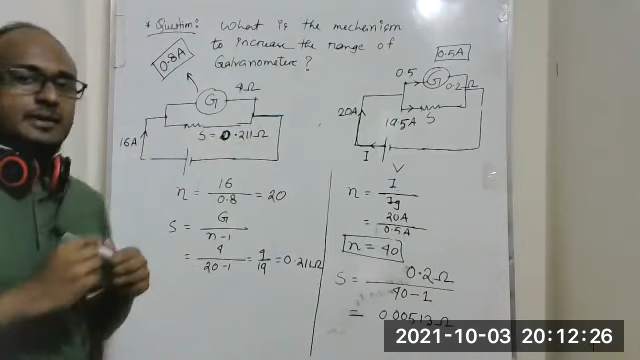 * Question: What is the mechanism
to increase the range of
Galvanometer?
0.8A
G
4Ω
S = 0.211Ω
16A
n = 16/0.8 = 20
S = G/n-1
= 4/20-1 = 4/19 = 0.211Ω
0.5A
0.5
G
0.2Ω
20A
19.5A
S
I
V
n = I/Ig
= 20A/0.5A
n = 40
S = 0.2Ω/40-1
= 0.00513Ω
2021-10-03 20:12:26